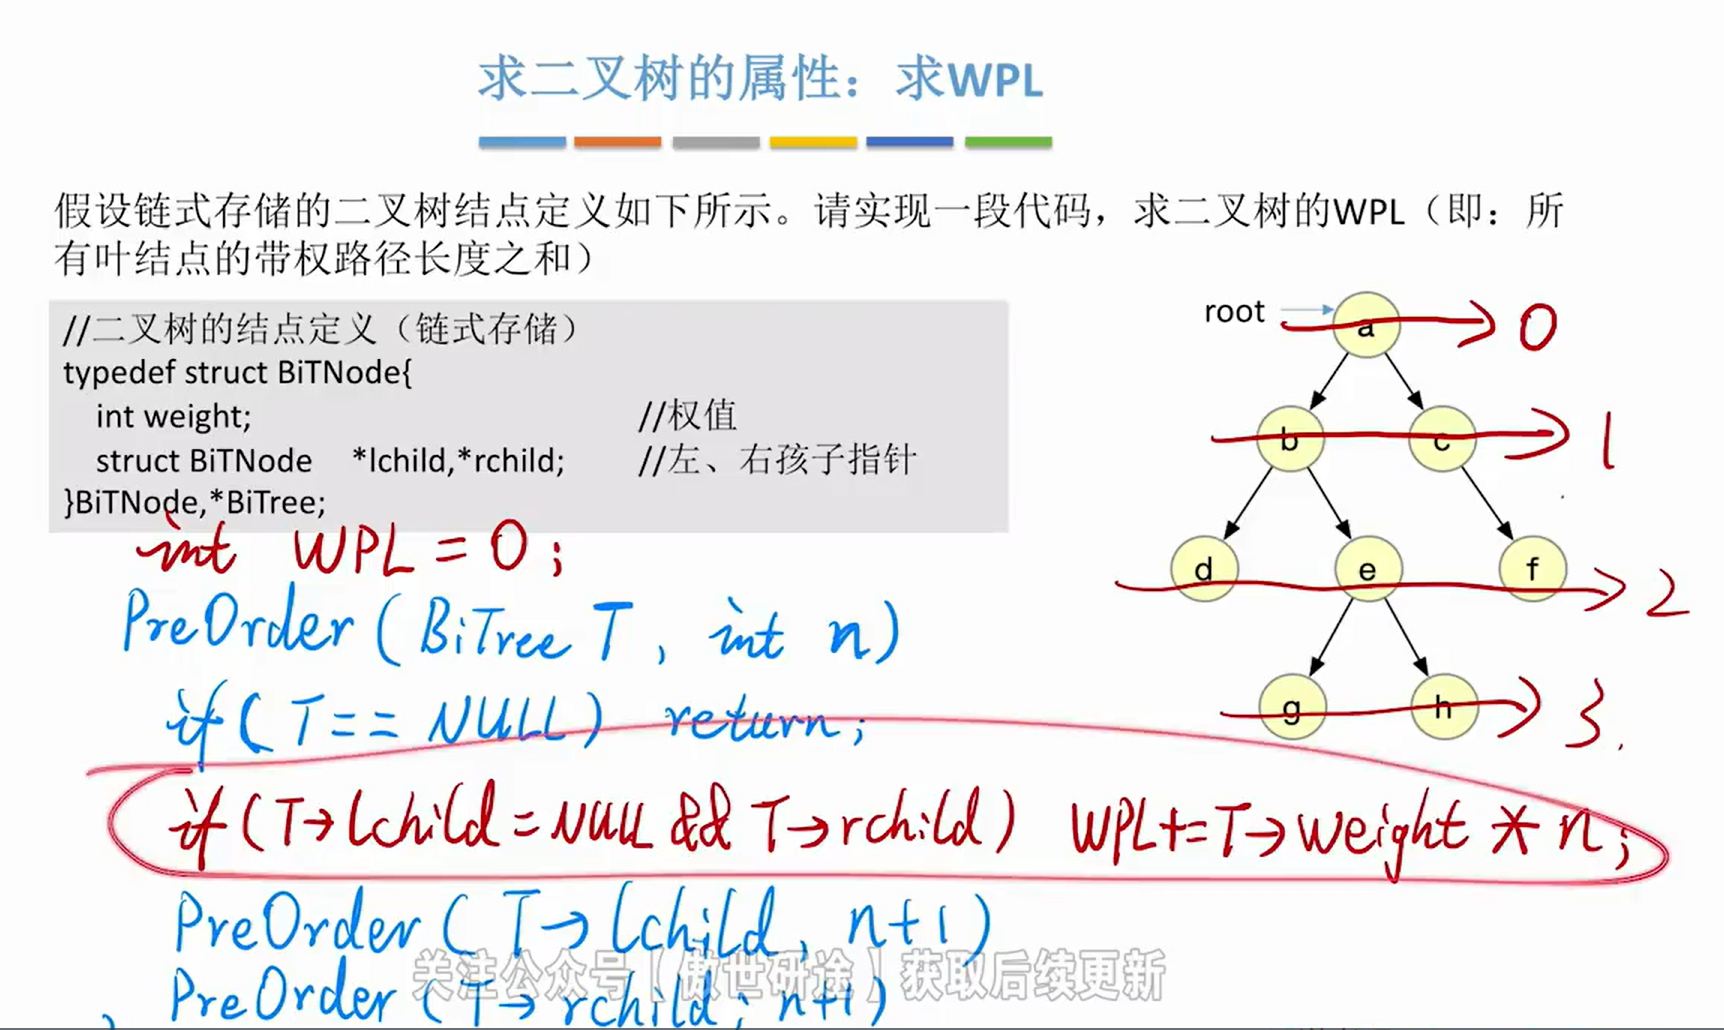 求二叉树的属性：求WPL
假设链式存储的二叉树结点定义如下所示。请实现一段代码，求二叉树的WPL（即：所
有叶结点的带权路径长度之和）
//二叉树的结点定义（链式存储）
typedef struct BiTNode{
int weight; //权值
struct BiTNode *lchild,*rchild; //左、右孩子指针
}BiTNode,*BiTree;
root
a 0
b c 1
d e f 2
g h 3.
int WPL = 0;
PreOrder ( BiTree T , int n )
if( T == NULL ) return;
if ( T→lchild = NULL && T→rchild ) WPL+=T→weight * n;
PreOrder ( T→lchild, n+1 )
PreOrder ( T→rchild; n+1 )
关注公众号【傲世研途】获取后续更新